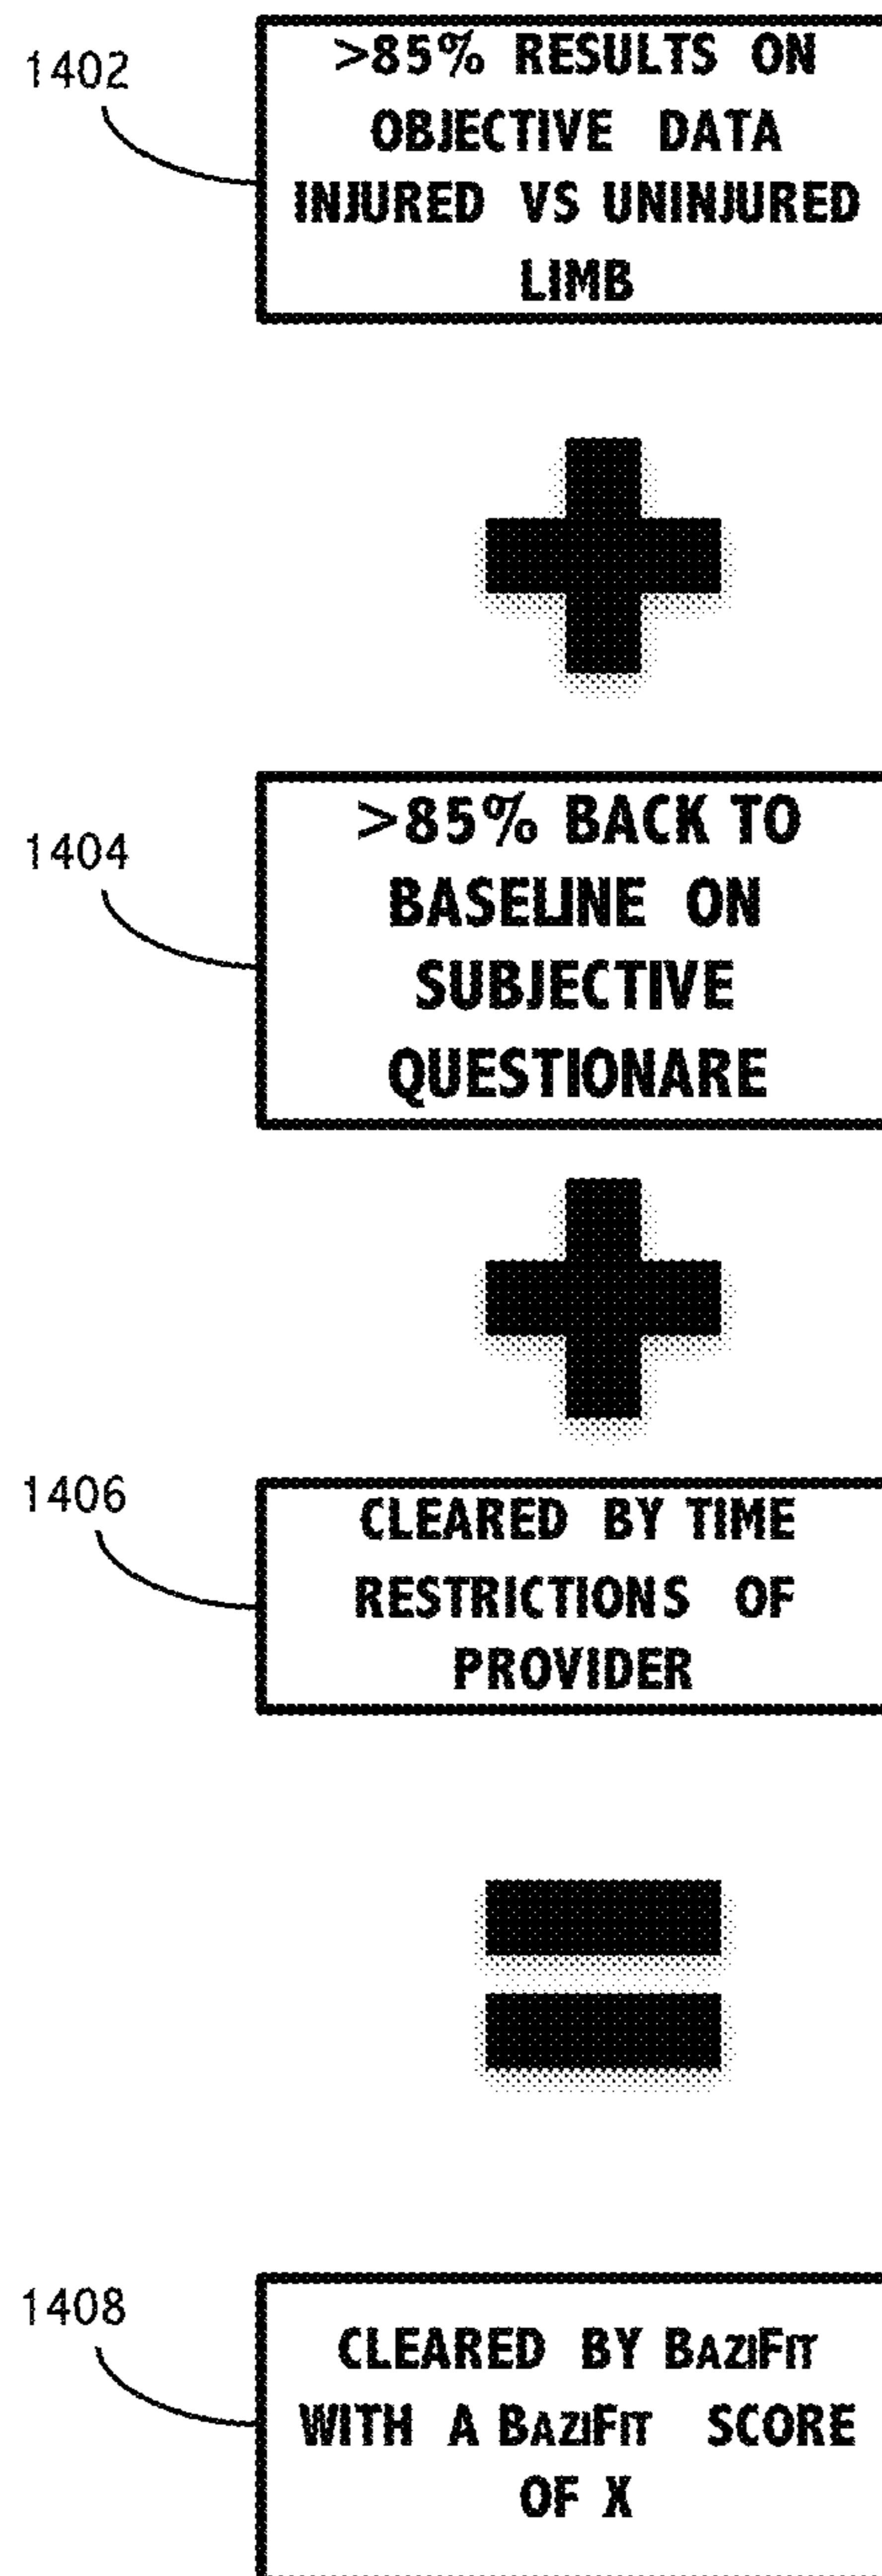 1402
>85% RESULTS ON
OBJECTIVE DATA
INJURED VS UNINJURED
LIMB
1404
>85% BACK TO
BASELINE ON
SUBJECTIVE
QUESTIONARE
1406
CLEARED BY TIME
RESTRICTIONS OF
PROVIDER
1408
CLEARED BY BAZIFIT
WITH A BAZIFIT SCORE
OF X